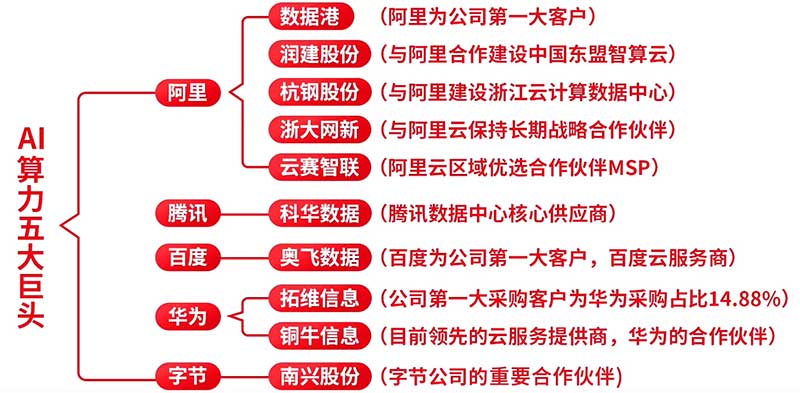 AI算力五大巨头
阿里
数据港（阿里为公司第一大客户）
润建股份（与阿里合作建设中国东盟智算云）
杭钢股份（与阿里建设浙江云计算数据中心）
浙大网新（与阿里云保持长期战略合作伙伴）
云赛智联（阿里云区域优选合作伙伴MSP）
腾讯
科华数据（腾讯数据中心核心供应商）
百度
奥飞数据（百度为公司第一大客户，百度云服务商）
华为
拓维信息（公司第一大采购客户为华为采购占比14.88%）
铜牛信息（目前领先的云服务提供商，华为的合作伙伴）
字节
南兴股份（字节公司的重要合作伙伴)